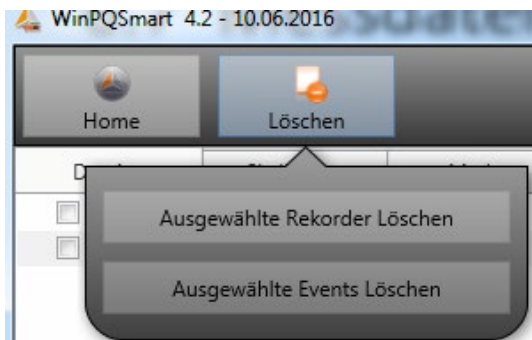 WinPQSmart 4.2 - 10.06.2016
Home
Löschen
Ausgewählte Rekorder Löschen
Ausgewählte Events Löschen